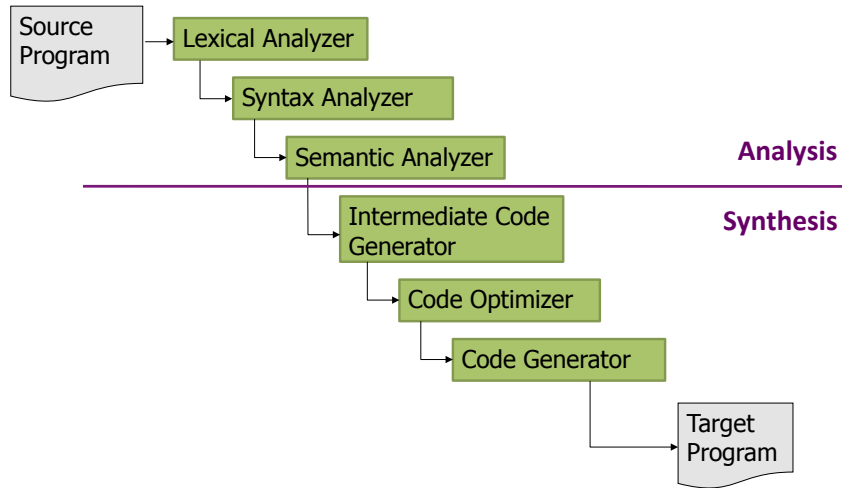 Source
Program
Lexical Analyzer
Syntax Analyzer
Semantic Analyzer
Analysis
Intermediate Code
Generator
Synthesis
Code Optimizer
Code Generator
Target
Program